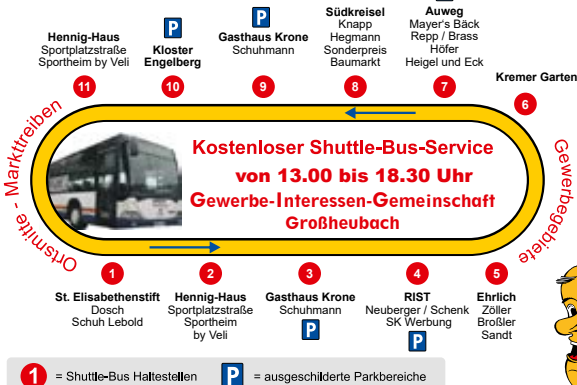 Hennig-Haus
Sportplatzstraße
Sportheim by Veli
11
P
Kloster
Engelberg
10
P
Gasthaus Krone
Schuhmann
9
Südkreisel
Knapp
Hegmann
Sonderpreis
Baumarkt
8
Auweg
Mayer's Bäck
Repp / Brass
Höfer
Heigel und Eck
7
Kremer Garten
6
Ortsmitte - Markttreiben
Kostenloser Shuttle-Bus-Service
von 13.00 bis 18.30 Uhr
Gewerbe-Interessen-Gemeinschaft
Großheubach
Gewerbegebiete
1
St. Elisabethenstift
Dosch
Schuh Lebold
2
Hennig-Haus
Sportplatzstraße
Sportheim
by Veli
3
Gasthaus Krone
Schuhmann
P
4
RIST
Neuberger / Schenk
SK Werbung
P
5
Ehrlich
Zöller
Broßler
Sandt
1 = Shuttle-Bus Haltestellen
P = ausgeschilderte Parkbereiche